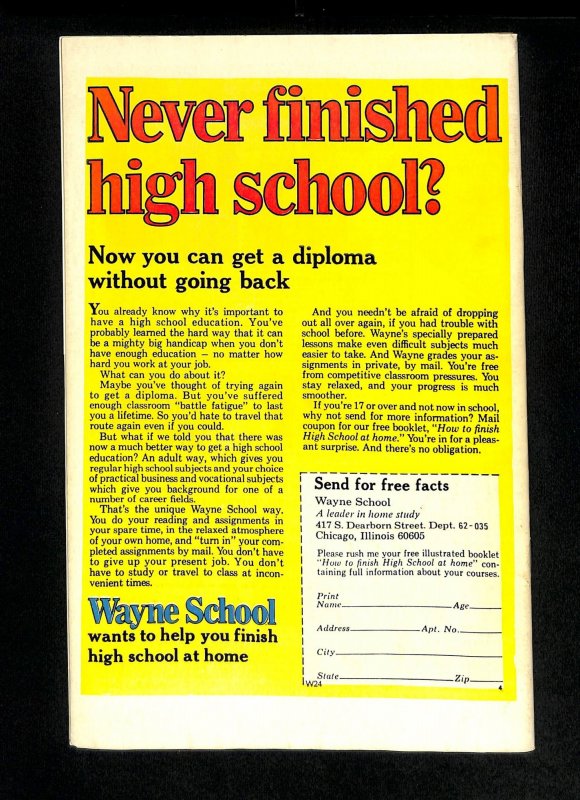 Never finished
high school?
Now you can get a diploma
without going back
You already know why it's important to
have a high school education. You've
probably learned the hard way that it can
be a mighty big handicap when you don't
have enough education — no matter how
hard you work at your job.
What can you do about it?
Maybe you've thought of trying again
to get a diploma. But you've suffered
enough classroom "battle fatigue" to last
you a lifetime. So you'd hate to travel that
route again even if you could.
But what if we told you that there was
now a much better way to get a high school
education? An adult way, which gives you
regular high school subjects and your choice
of practical business and vocational subjects
which give you background for one of a
number of career fields.
That's the unique Wayne School way.
You do your reading and assignments in
your spare time, in the relaxed atmosphere
of your own home, and "turn in" your com-
pleted assignments by mail. You don't have
to give up your present job. You don't
have to study or travel to class at incon-
venient times.
Wayne School
wants to help you finish
high school at home
And you needn't be afraid of dropping
out all over again, if you had trouble with
school before. Wayne's specially prepared
lessons make even difficult subjects much
easier to take. And Wayne grades your as-
signments in private, by mail. You're free
from competitive classroom pressures. You
stay relaxed, and your progress is much
smoother.
If you're 17 or over and not now in school,
why not send for more information? Mail
coupon for our free booklet, "How to finish
High School at home." You're in for a pleas-
ant surprise. And there's no obligation.
Send for free facts
Wayne School
A leader in home study
417 S. Dearborn Street. Dept. 62-035
Chicago, Illinois 60605
Please rush me your free illustrated booklet
"How to finish High School at home" con-
taining full information about your courses.
Print
Name Age
Address Apt. No.
City
State Zip
W24
4